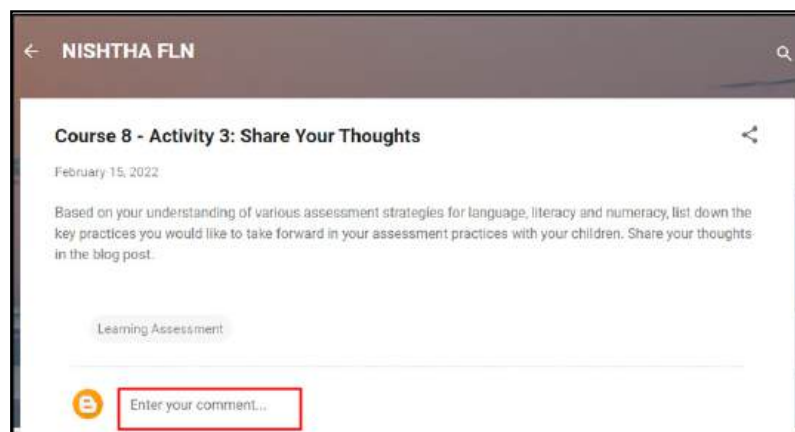 NISHTHA FLN
Course 8 - Activity 3: Share Your Thoughts
February 15, 2022
Based on your understanding of various assessment strategies for language, literacy and numeracy, list down the
key practices you would like to take forward in your assessment practices with your children. Share your thoughts
in the blog post.
Learning Assessment
Enter your comment...